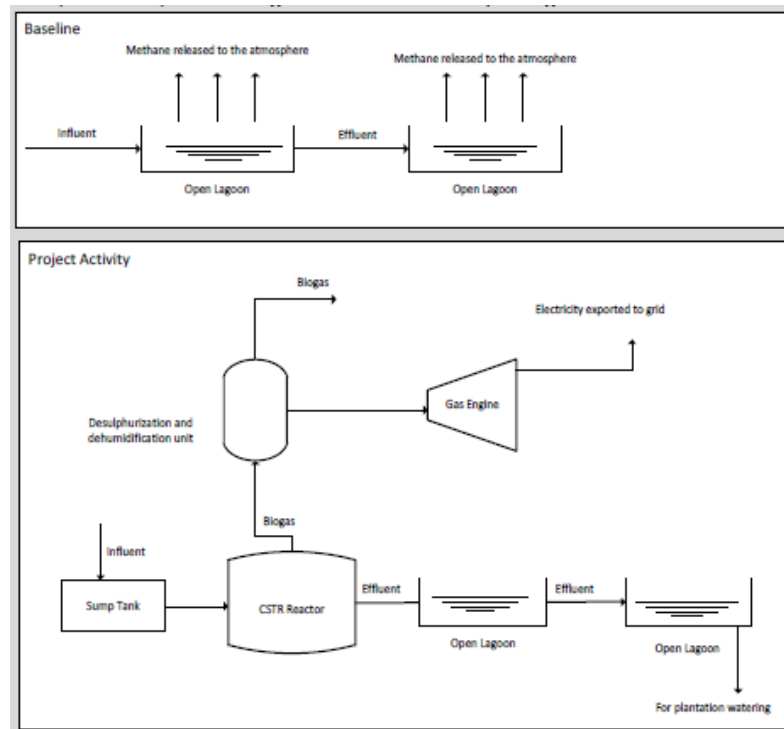 Baseline
Methane released to the atmosphere
Methane released to the atmosphere
Influent
Effluent
Open Lagoon
Open Lagoon
Project Activity
Biogas
Electricity exported to grid
Gas Engine
Desulphurization and
dehumidification unit
Biogas
Influent
Sump Tank
CSTR Reactor
Effluent
Effluent
Open Lagoon
Open Lagoon
For plantation watering